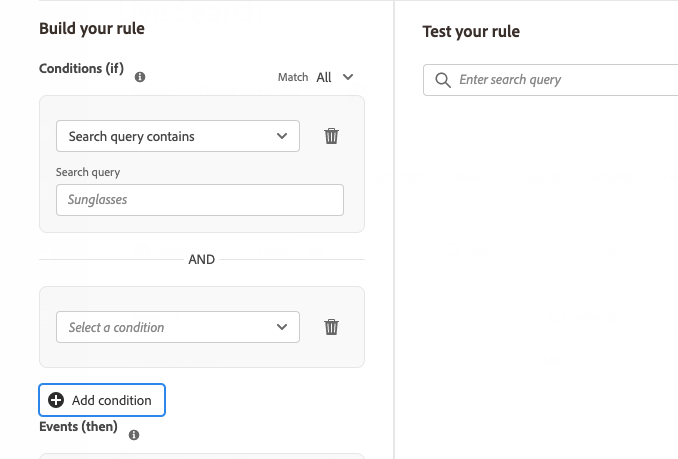 Build your rule
Conditions (if)
Match All
Search query contains
Search query
Sunglasses
AND
Select a condition
Add condition
Events (then)
Test your rule
Enter search query